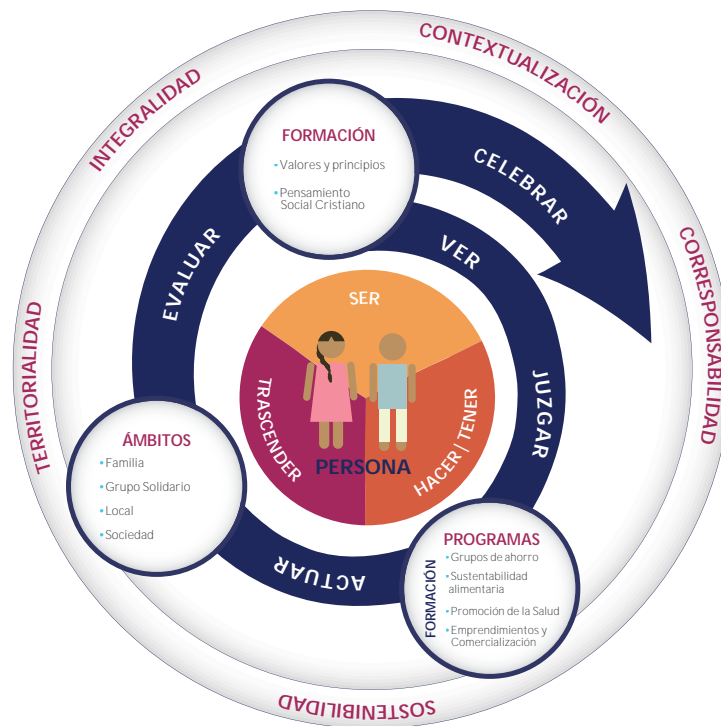 INTEGRALIDAD
CONTEXTUALIZACIÓN
CORRESPONSABILIDAD
SOSTENIBILIDAD
TERRITORIALIDAD
FORMACIÓN
• Valores y principios
• Pensamiento
Social Cristiano
VER
JUZGAR
ACTUAR
EVALUAR
CELEBRAR
SER
HACER | TENER
TRASCENDER
PERSONA
ÁMBITOS
• Familia
• Grupo Solidario
• Local
• Sociedad
FORMACIÓN
PROGRAMAS
• Grupos de ahorro
• Sustentabilidad
alimentaria
• Promoción de la Salud
• Emprendimientos y
Comercialización